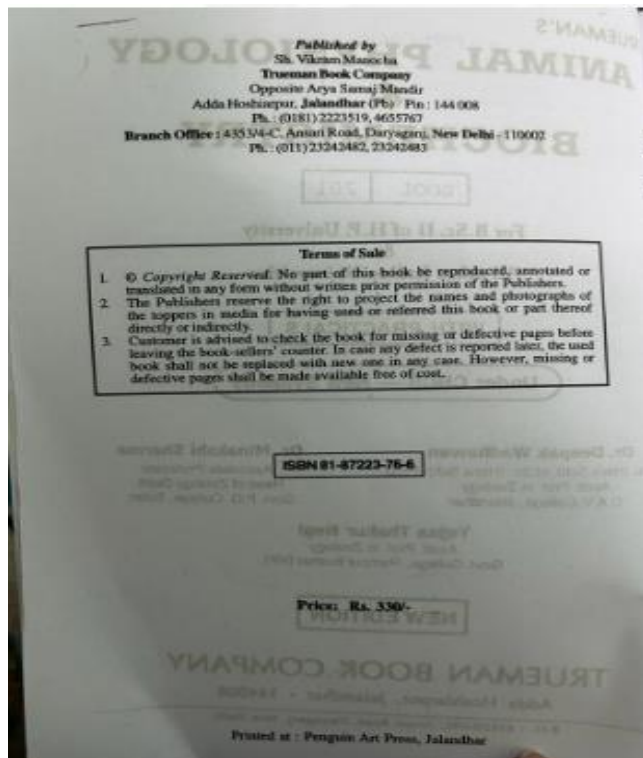 Published by
Sh. Vikram Manocha
Trueman Book Company
Opposite Arya Samaj Mandir
Adda Hoshiarpur, Jalandhar (Pb) Pin : 144 008
Ph. : (0181) 2223519, 4655767
Branch Office : 4353/4-C, Ansari Road, Daryaganj, New Delhi - 110002
Ph. : (011) 23242482, 23242483
Terms of Sale
1. © Copyright Reserved. No part of this book be reproduced, annotated or
translated in any form without written prior permission of the Publishers.
2. The Publishers reserve the right to project the names and photographs of
the toppers in media for having used or referred this book or part thereof
directly or indirectly.
3. Customer is advised to check the book for missing or defective pages before
leaving the book-sellers' counter. In case any defect is reported later, the used
book shall not be replaced with new one in any case. However, missing or
defective pages shall be made available free of cost.
ISBN 81-87223-76-6
Price: Rs. 330/-
NEW EDITION
TRUEMAN BOOK COMPANY
Printed at : Penguin Art Press, Jalandhar